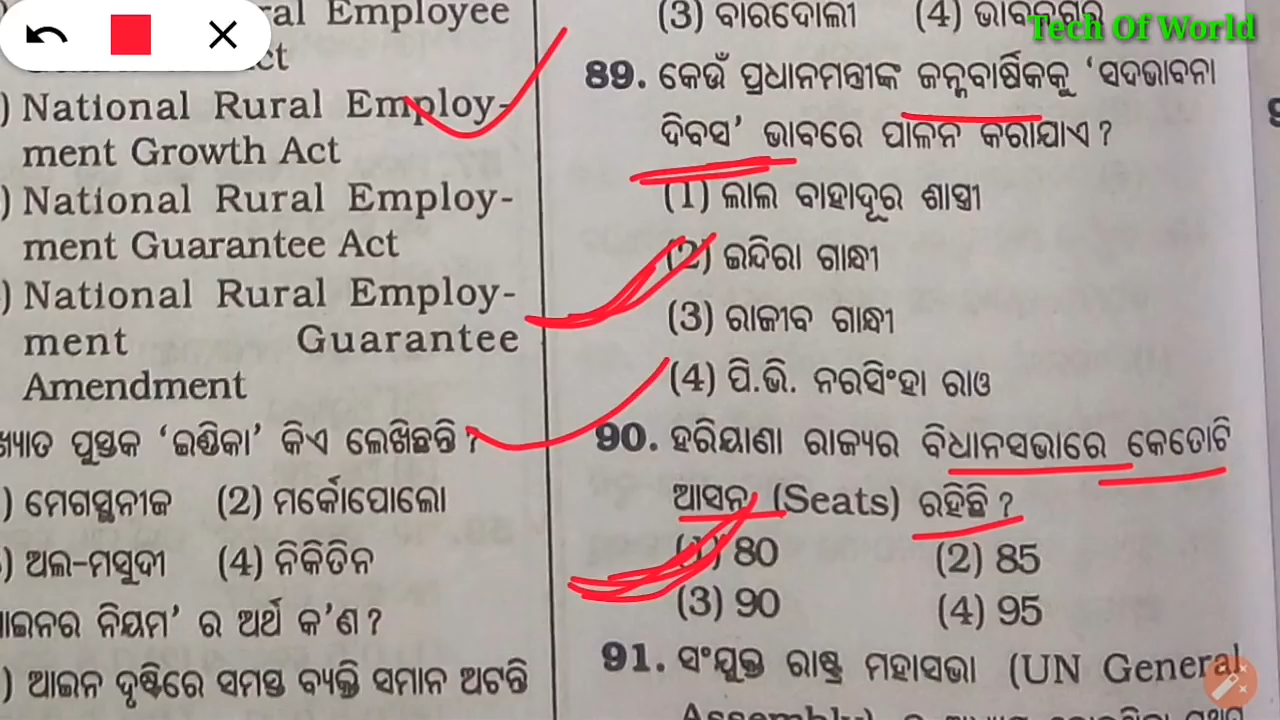 ral Employee
ct
) National Rural Employ-
ment Growth Act
) National Rural Employ-
ment Guarantee Act
) National Rural Employ-
ment Guarantee
Amendment
ଖ୍ୟାତ ପୁସ୍ତକ ‘ଇଣ୍ଡିକା’ କିଏ ଲେଖିଛନ୍ତି ?
) ମେଗସ୍ଥନୀଜ (2) ମର୍କୋପୋଲୋ
) ଅଲ-ମସୁଦୀ (4) ନିକିତିନ
ାଇନର ନିୟମ’ ର ଅର୍ଥ କ’ଣ ?
) ଆଇନ ଦୃଷ୍ଟିରେ ସମସ୍ତ ବ୍ୟକ୍ତି ସମାନ ଅଟନ୍ତି
(3) ବାରଦୋଲୀ (4) ଭାବନଗର
Tech Of World
89. କେଉଁ ପ୍ରଧାନମନ୍ତ୍ରୀଙ୍କ ଜନ୍ମବାର୍ଷିକକୁ ‘ସଦଭାବନା
ଦିବସ’ ଭାବରେ ପାଳନ କରାଯାଏ ?
(1) ଲାଲ ବାହାଦୂର ଶାସ୍ତ୍ରୀ
(2) ଇନ୍ଦିରା ଗାନ୍ଧୀ
(3) ରାଜୀବ ଗାନ୍ଧୀ
(4) ପି.ଭି. ନରସିଂହା ରାଓ
90. ହରିୟାଣା ରାଜ୍ୟର ବିଧାନସଭାରେ କେତୋଟି
ଆସନ (Seats) ରହିଛି ?
(1) 80 (2) 85
(3) 90 (4) 95
91. ସଂଯୁକ୍ତ ରାଷ୍ଟ୍ର ମହାସଭା (UN General